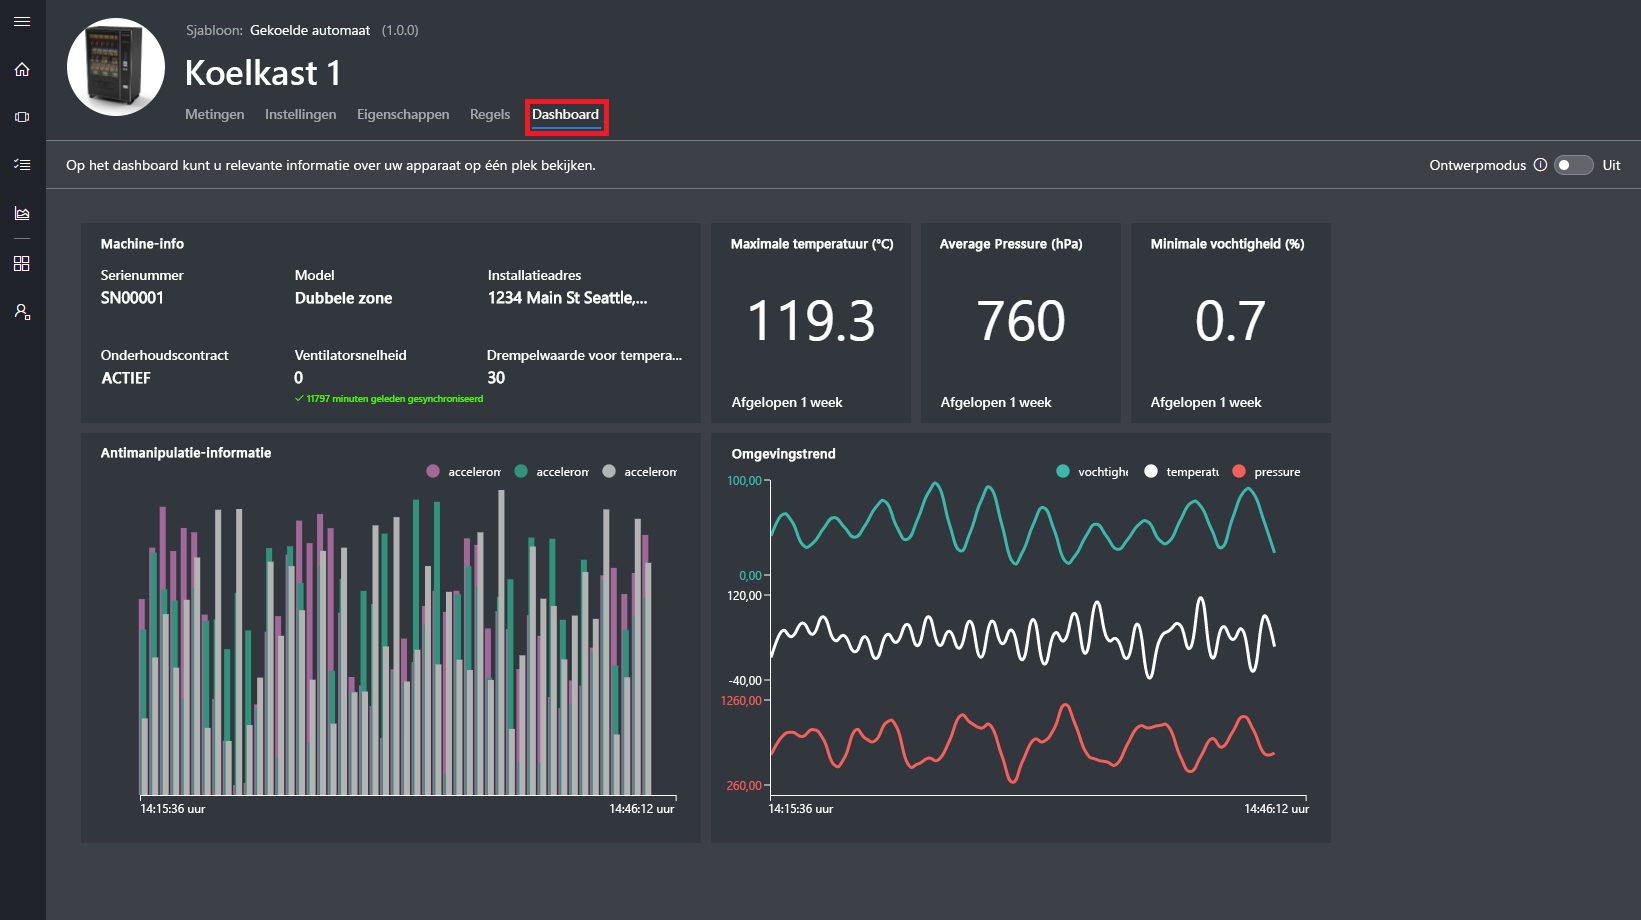 Sjabloon: Gekoelde automaat (1.0.0)
Koelkast 1
Metingen Instellingen Eigenschappen Regels Dashboard
Op het dashboard kunt u relevante informatie over uw apparaat op één plek bekijken.
Ontwerpmodus Uit
Machine-info
Serienummer Model Installatieadres
SN00001 Dubbele zone 1234 Main St Seattle,...
Onderhoudscontract Ventilatorsnelheid Drempelwaarde voor tempera...
ACTIEF 0 30
11797 minuten geleden gesynchroniseerd
Maximale temperatuur (°C)
119.3
Afgelopen 1 week
Average Pressure (hPa)
760
Afgelopen 1 week
Minimale vochtigheid (%)
0.7
Afgelopen 1 week
Antimanipulatie-informatie
accelerom accelerom accelerom
14:15:36 uur 14:46:12 uur
Omgevingstrend
vochtighe temperatu pressure
100,00
0,00
120,00
-40,00
1260,00
260,00
14:15:36 uur 14:46:12 uur